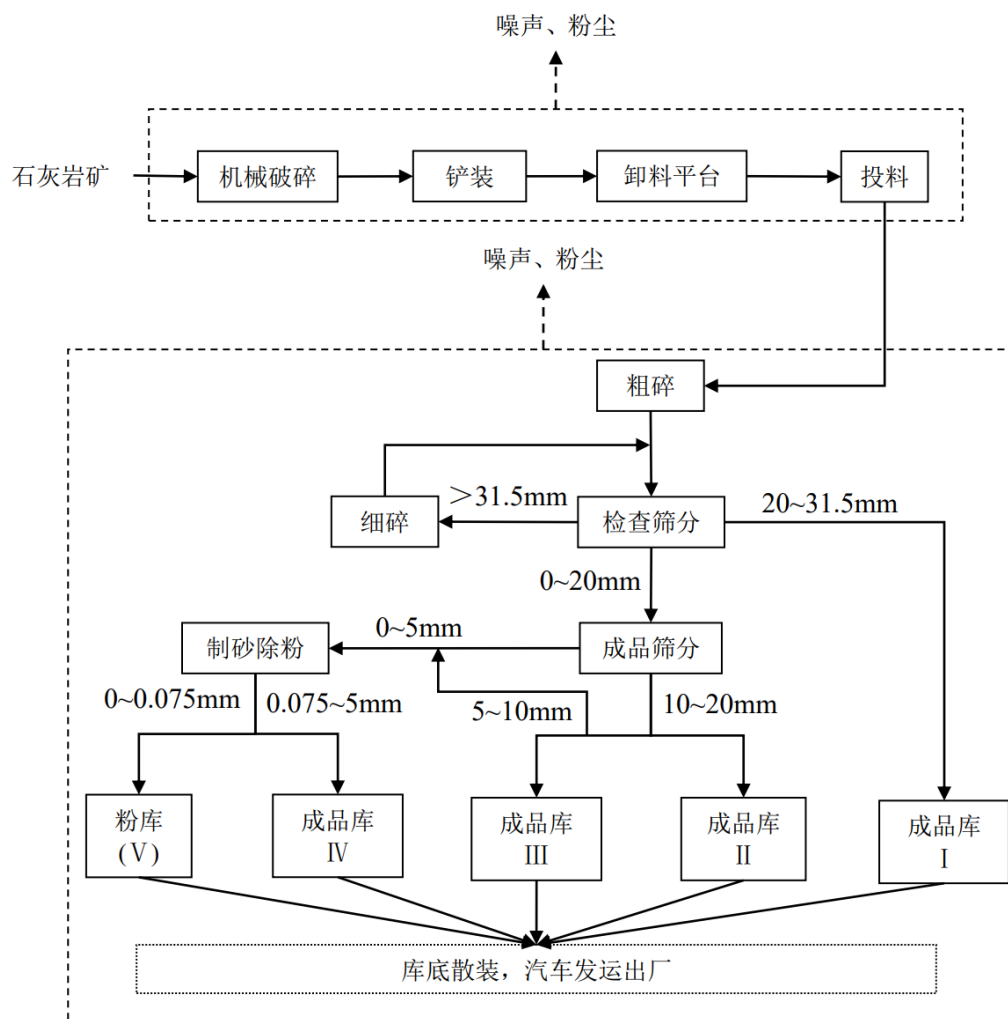 噪声、粉尘
石灰岩矿
机械破碎
铲装
卸料平台
投料
噪声、粉尘
粗碎
>31.5mm
20~31.5mm
细碎
检查筛分
0~20mm
0~5mm
制砂除粉
成品筛分
0~0.075mm
0.075~5mm
5~10mm
10~20mm
粉库
(Ⅴ)
成品库
Ⅳ
成品库
Ⅲ
成品库
Ⅱ
成品库
Ⅰ
库底散装，汽车发运出厂